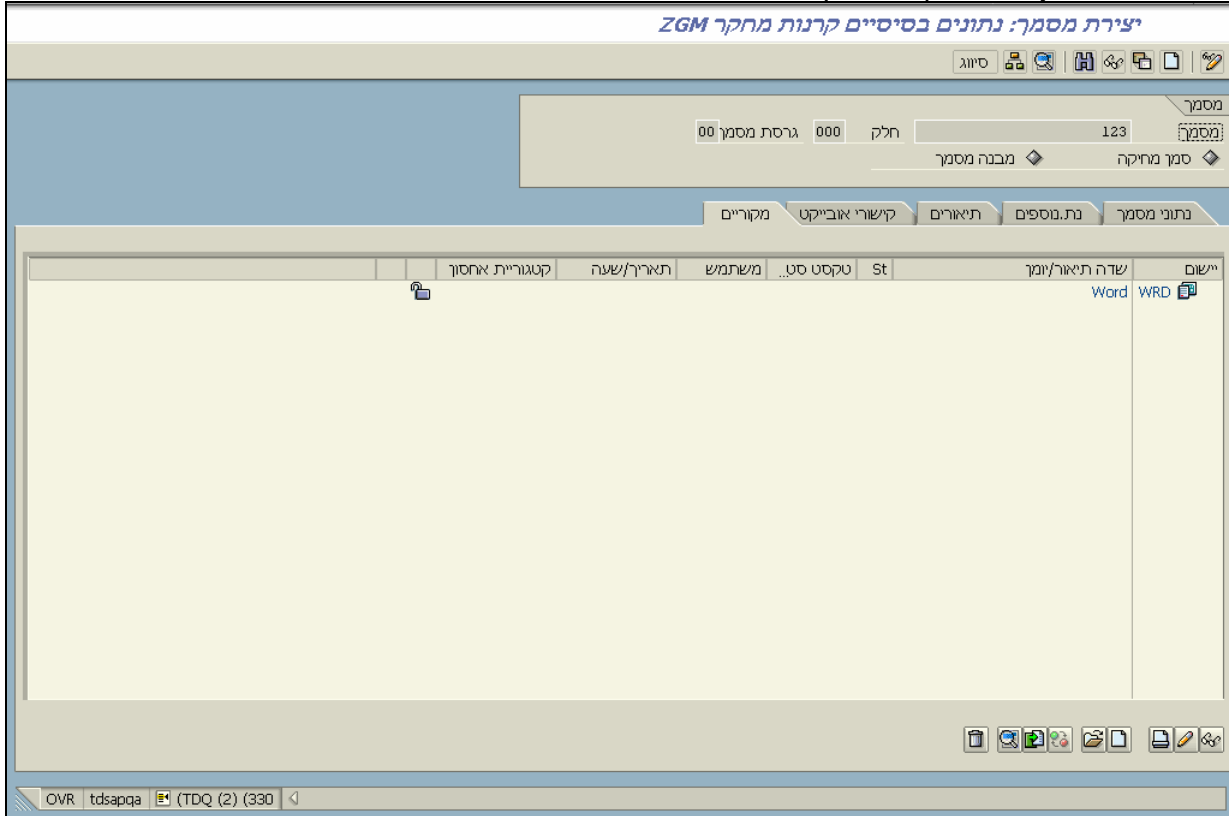 יצירת מסמך: נתונים בסיסיים קרנות מחקר ZGM
סיווג
מסמך
מסמך 123 חלק 000 גרסת מסמך 00
סמן מחיקה מבנה מסמך
נתוני מסמך נת.נוספים תיאורים קישורי אובייקט מקוריים
יישום שדה תיאור/יומן St טקסט סט.. משתמש תאריך/שעה קטגוריית אחסון
WRD Word
OVR tdsapqa (TDQ (2) (330